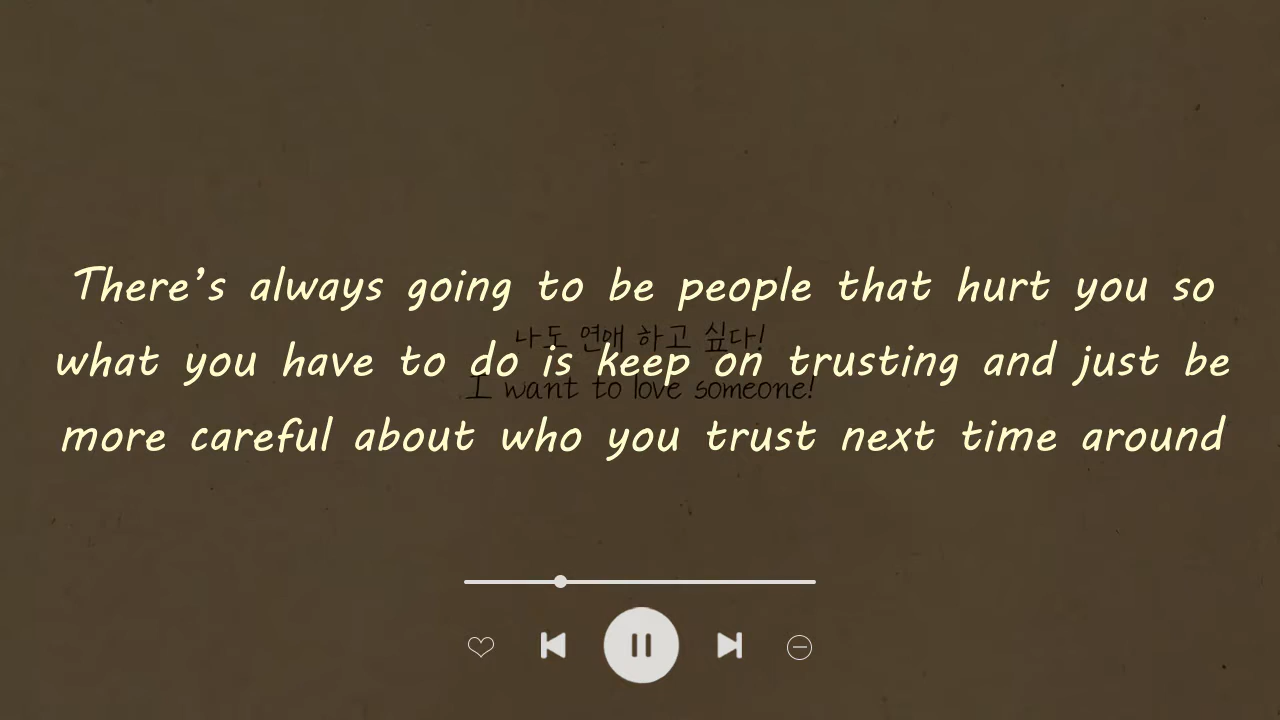 There’s always going to be people that hurt you so
나도 연애 하고 싶다!
what you have to do is keep on trusting and just be
I want to love someone!
more careful about who you trust next time around